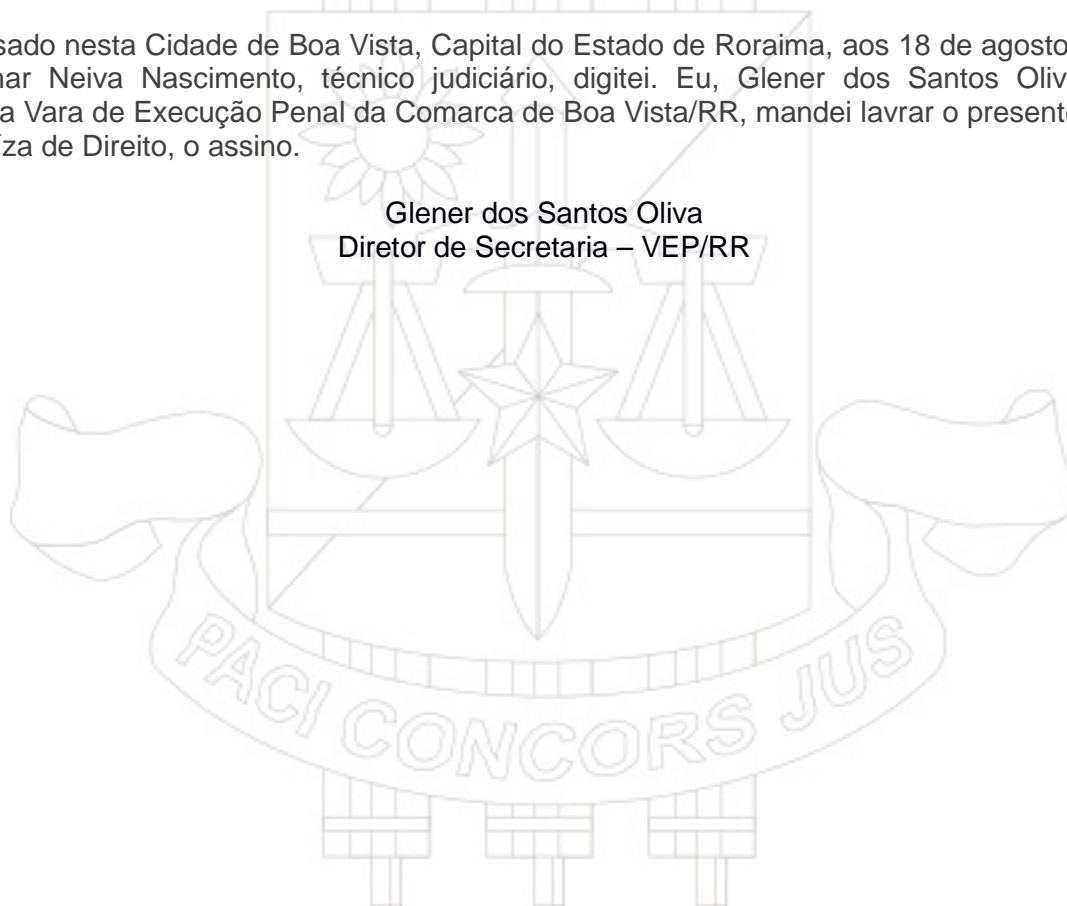 sado nesta Cidade de Boa Vista, Capital do Estado de Roraima, aos 18 de agosto
nar Neiva Nascimento, técnico judiciário, digitei. Eu, Glener dos Santos Oliv
a Vara de Execução Penal da Comarca de Boa Vista/RR, mandei lavrar o present
íza de Direito, o assino.
Glener dos Santos Oliva
Diretor de Secretaria – VEP/RR
PACI CONCORS JUS